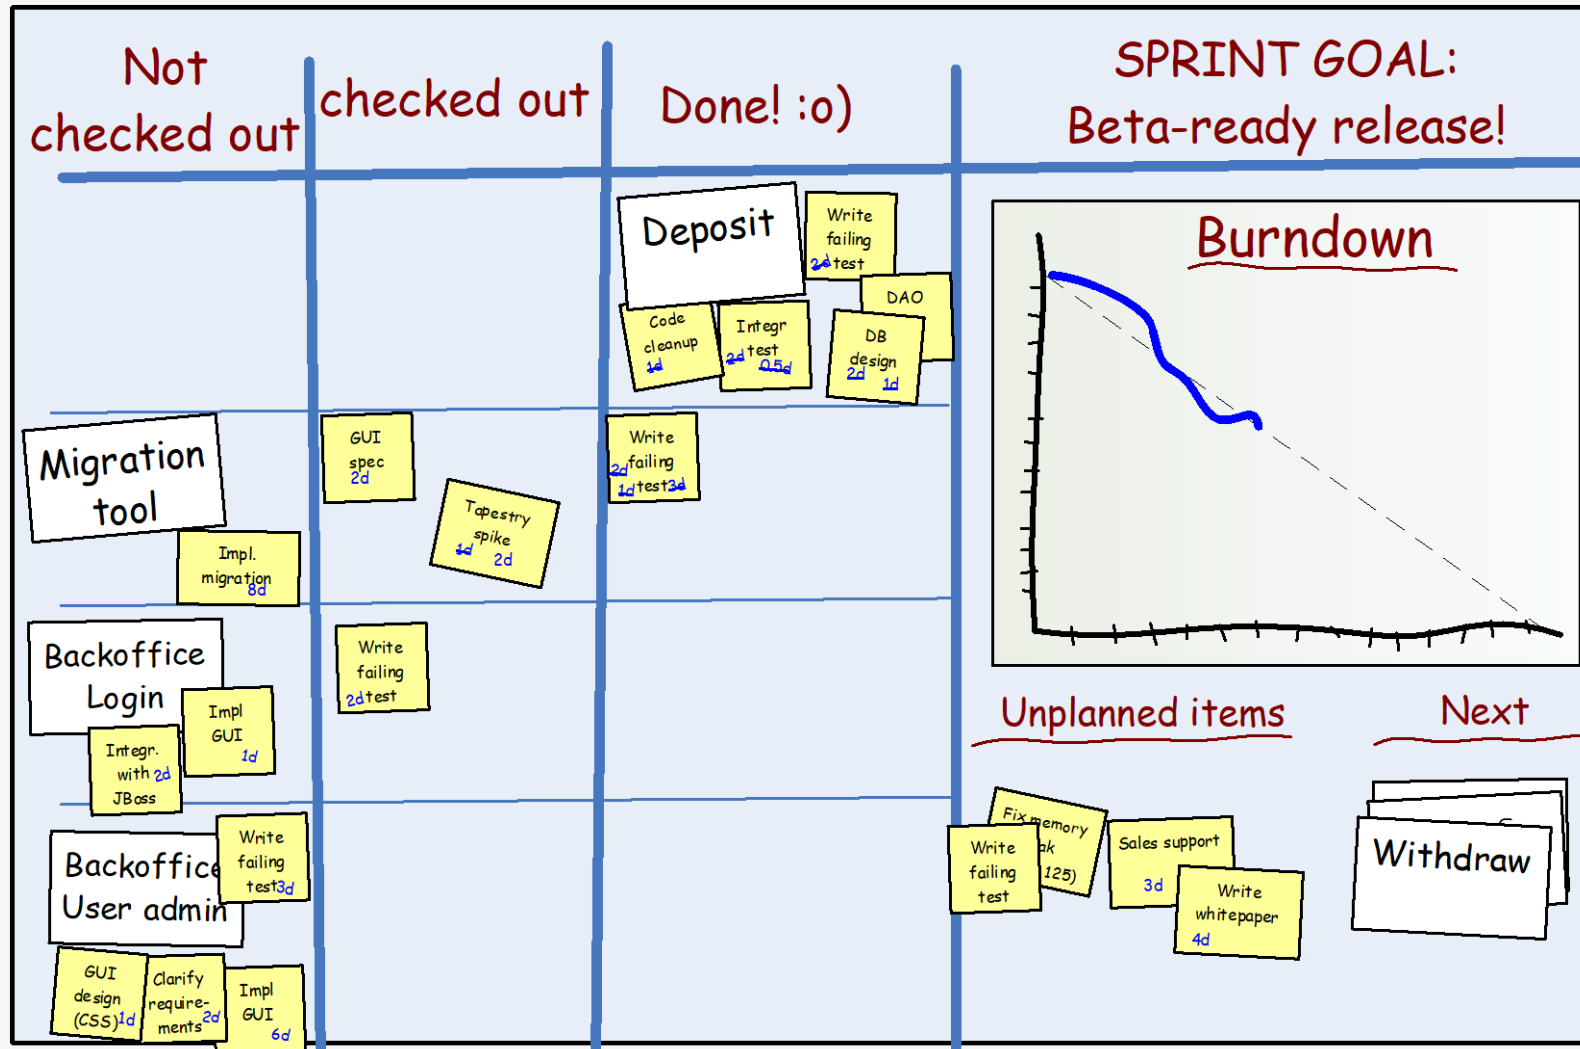 Not
checked out
checked out
Done! :o)
SPRINT GOAL:
Beta-ready release!
Deposit
Write
failing
2d test
DAO
Code
cleanup
1d
Integr
test
2d
0.5d
DB
design
2d
1d
Migration
tool
Impl.
migration
8d
GUI
spec
2d
Tapestry
spike
1d
2d
Write
2d failing
1d test 3d
Backoffice
Login
Impl
GUI
1d
Integr.
with 2d
JBoss
Write
failing
2d test
Backoffice
User admin
Write
failing
test 3d
GUI
design
(CSS) 1d
Clarify
require-
ments 2d
Impl
GUI
6d
Burndown
Unplanned items
Next
Fix memory
125)
Write
failing
test
Sales support
3d
Write
whitepaper
4d
Withdraw